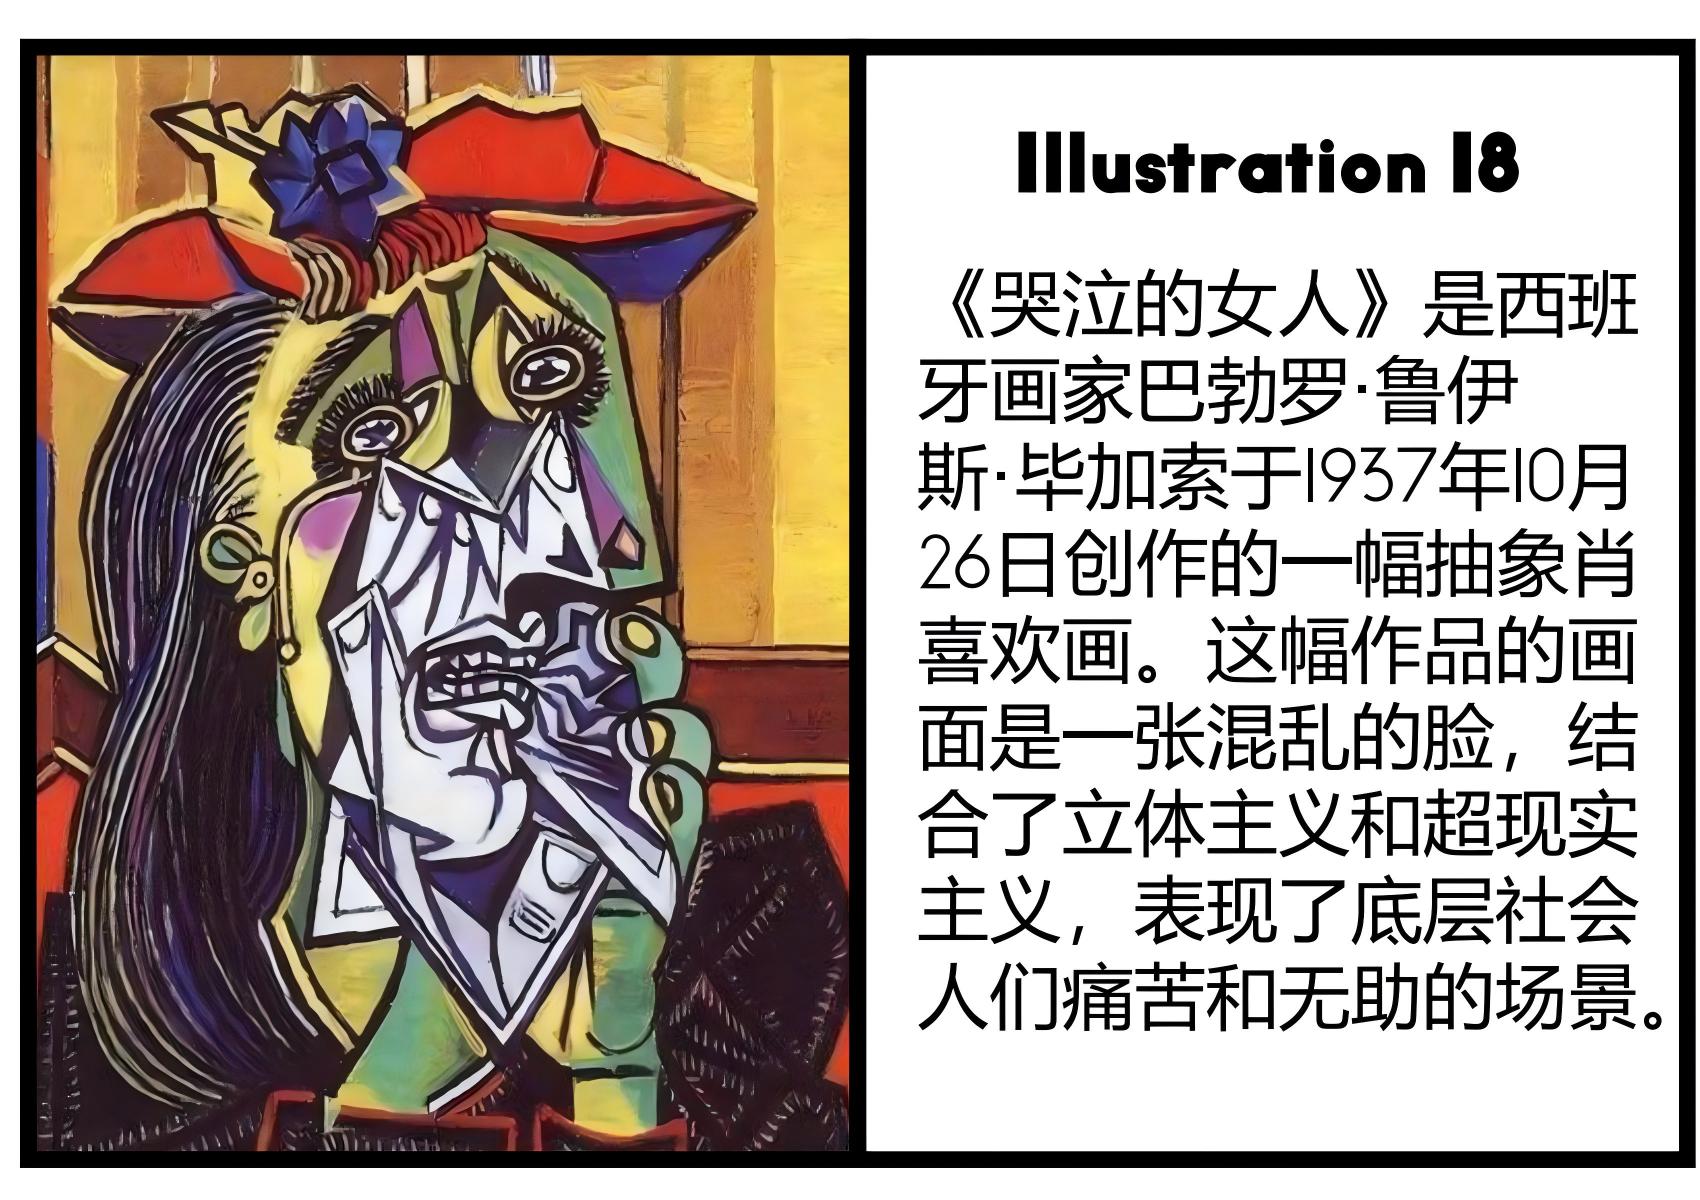 Illustration 18
《哭泣的女人》是西班
牙画家巴勃罗·鲁伊
斯·毕加索于1937年10月
26日创作的一幅抽象肖
喜欢画。这幅作品的画
面是一张混乱的脸，结
合了立体主义和超现实
主义，表现了底层社会
人们痛苦和无助的场景。